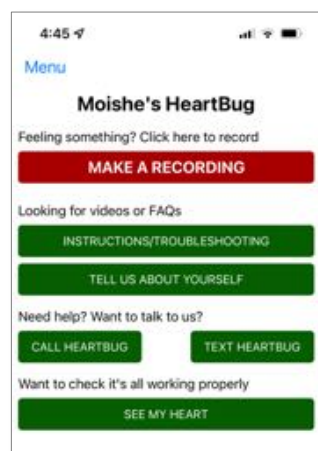 4:45
Menu
Moishe's HeartBug
Feeling something? Click here to record
MAKE A RECORDING
Looking for videos or FAQs
INSTRUCTIONS/TROUBLESHOOTING
TELL US ABOUT YOURSELF
Need help? Want to talk to us?
CALL HEARTBUG TEXT HEARTBUG
Want to check it's all working properly
SEE MY HEART